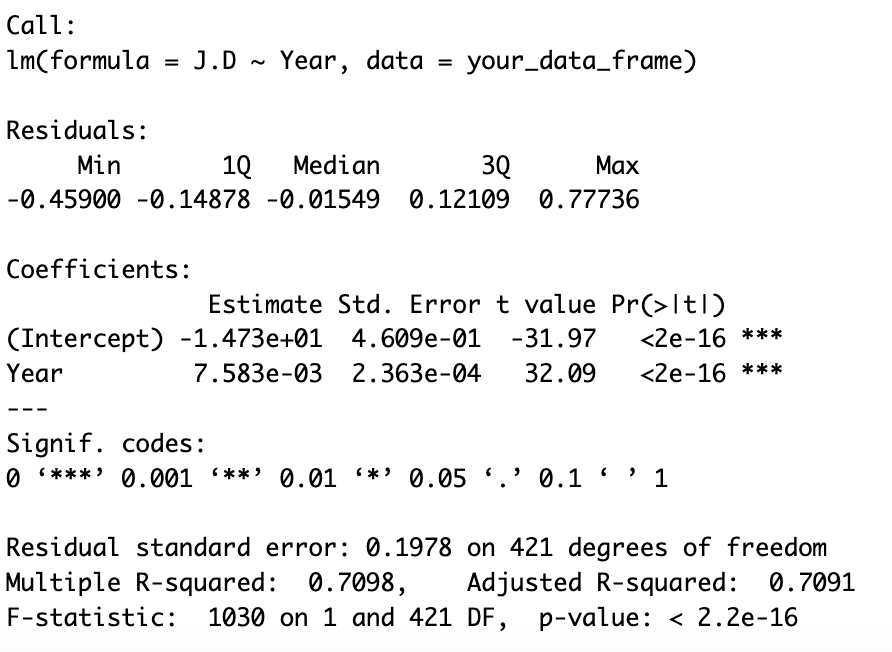 Call:
lm(formula = J.D ~ Year, data = your_data_frame)
Residuals:
Min 1Q Median 3Q Max
-0.45900 -0.14878 -0.01549 0.12109 0.77736
Coefficients:
Estimate Std. Error t value Pr(>|t|)
(Intercept) -1.473e+01 4.609e-01 -31.97 <2e-16 ***
Year 7.583e-03 2.363e-04 32.09 <2e-16 ***
---
Signif. codes:
0 ‘***’ 0.001 ‘**’ 0.01 ‘*’ 0.05 ‘.’ 0.1 ‘ ’ 1
Residual standard error: 0.1978 on 421 degrees of freedom
Multiple R-squared: 0.7098, Adjusted R-squared: 0.7091
F-statistic: 1030 on 1 and 421 DF, p-value: < 2.2e-16